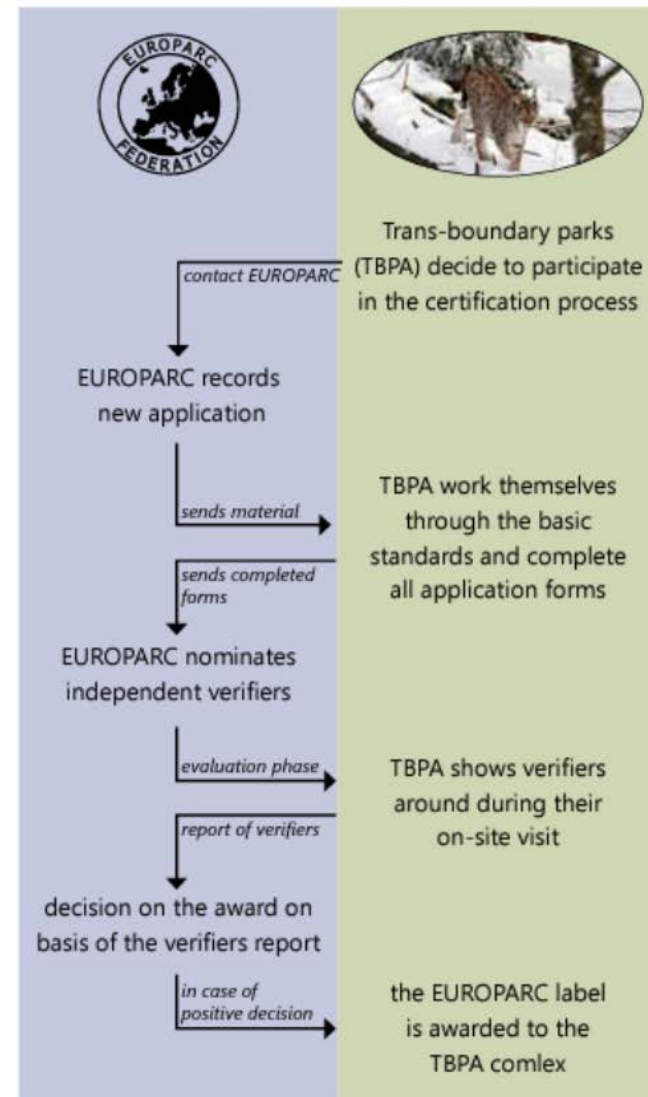 EUROPARC
FEDERATION
Trans-boundary parks
(TBPA) decide to participate
in the certification process
contact EUROPARC
EUROPARC records
new application
sends material
TBPA work themselves
through the basic
standards and complete
all application forms
sends completed
forms
EUROPARC nominates
independent verifiers
evaluation phase
TBPA shows verifiers
around during their
on-site visit
report of verifiers
decision on the award on
basis of the verifiers report
in case of
positive decision
the EUROPARC label
is awarded to the
TBPA comlex